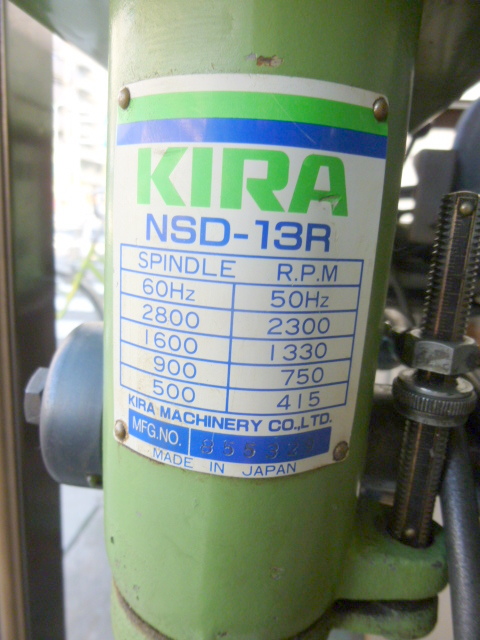 KIRA
NSD-13R
SPINDLE R.P.M
60Hz 50Hz
2800 2300
1600 1330
900 750
500 415
KIRA MACHINERY CO.,LTD.
MFG.NO.
MADE IN JAPAN